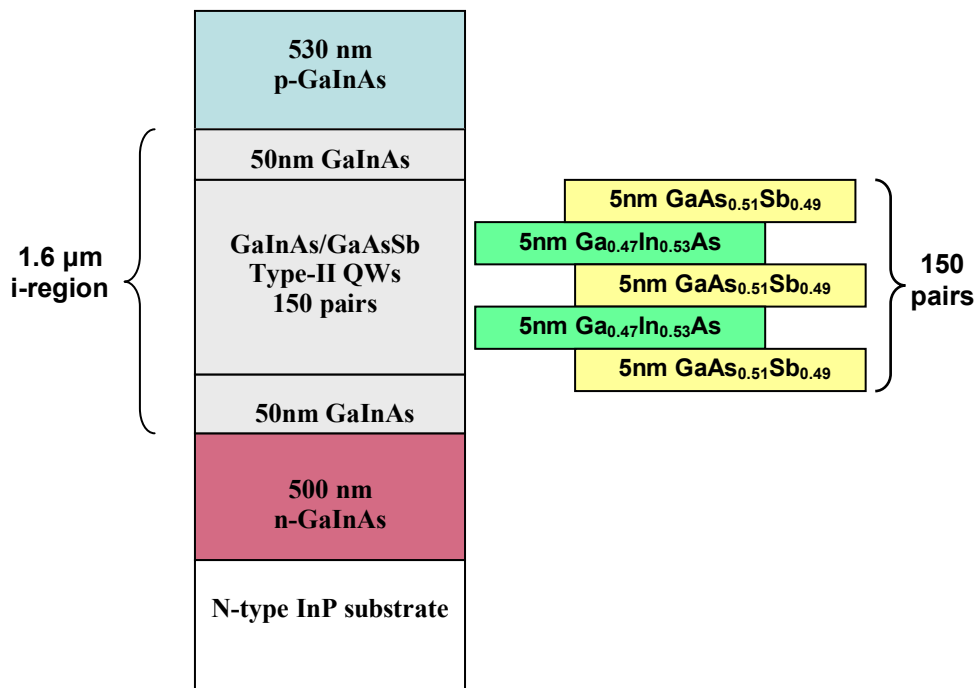 530 nm
p-GaInAs
50nm GaInAs
GaInAs/GaAsSb
Type-II QWs
150 pairs
50nm GaInAs
500 nm
n-GaInAs
N-type InP substrate
1.6 µm
i-region
5nm GaAs0.51Sb0.49
5nm Ga0.47In0.53As
5nm GaAs0.51Sb0.49
5nm Ga0.47In0.53As
5nm GaAs0.51Sb0.49
150
pairs